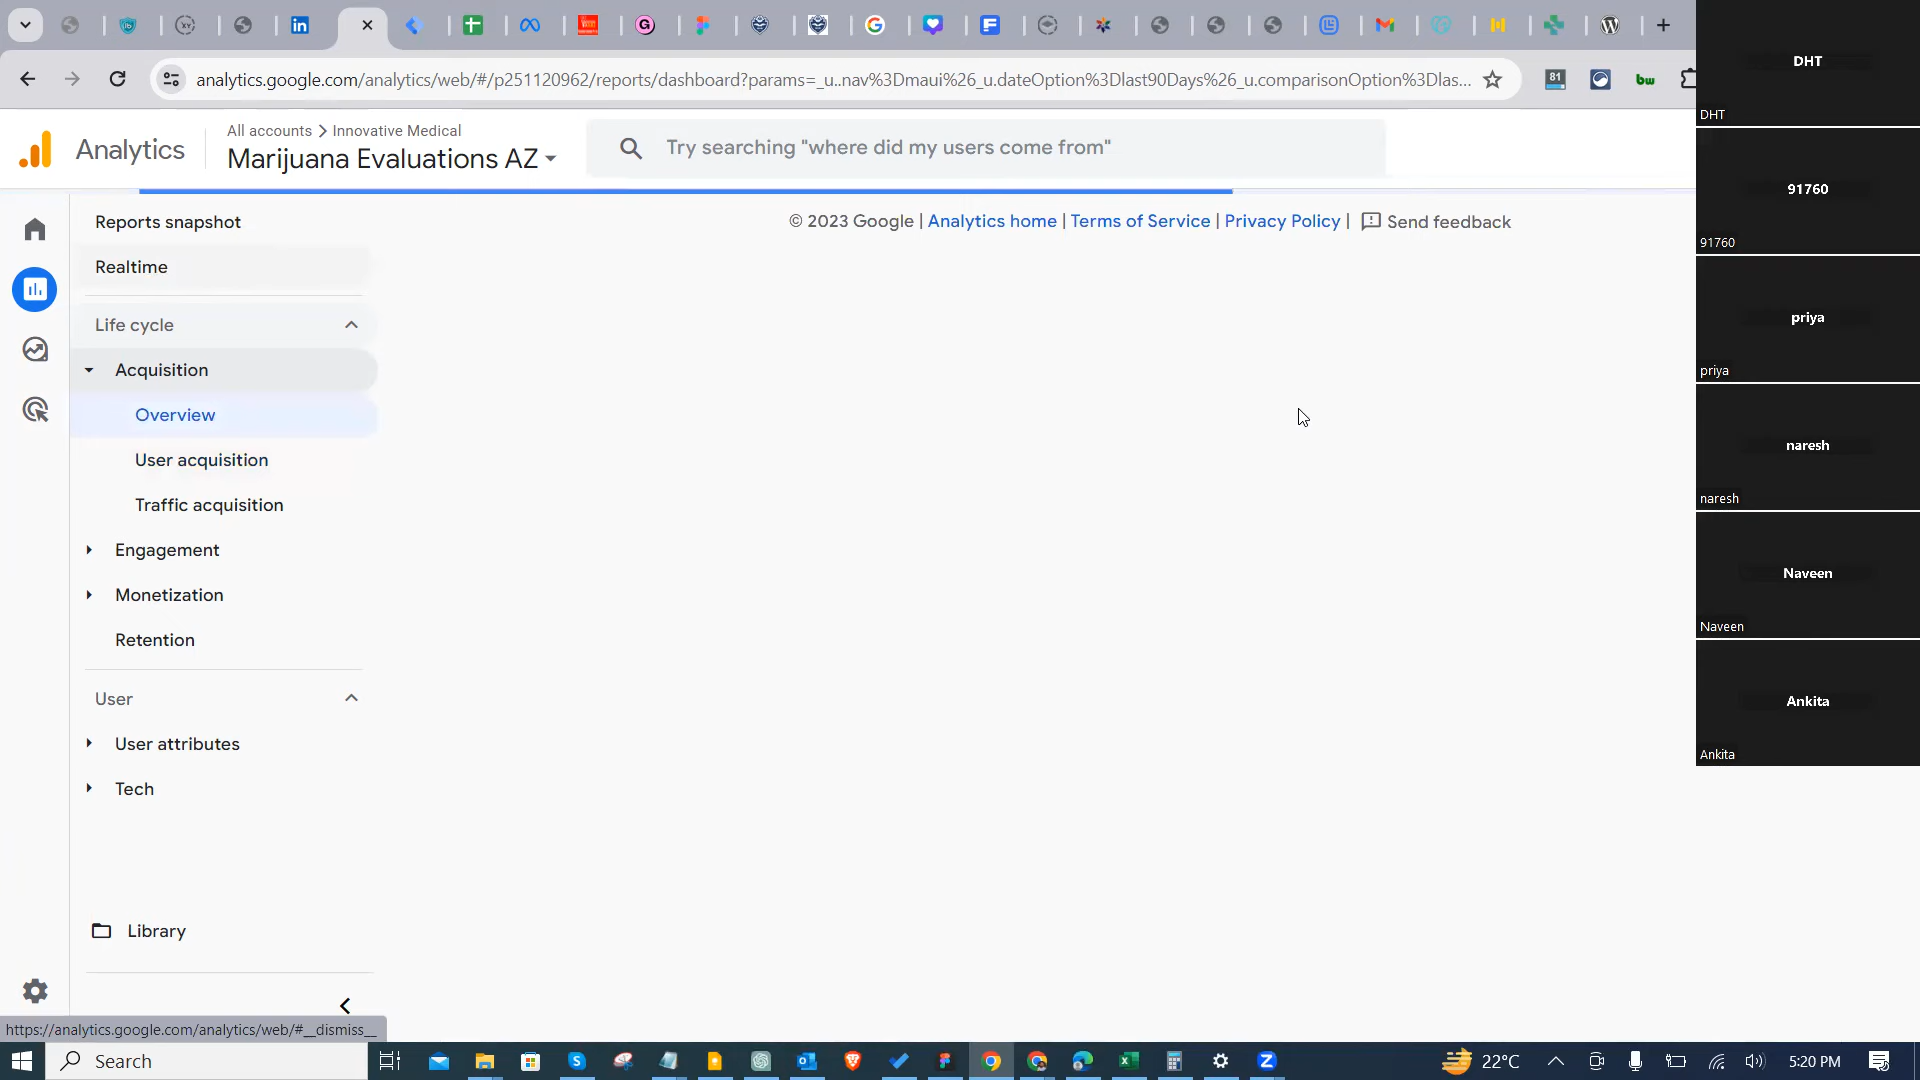 analytics.google.com/analytics/web/#/p251120962/reports/dashboard?params=_u..nav%3Dmaui%26_u.dateOption%3Dlast90Days%26_u.comparisonOption%3Dlas...
81
bw
Analytics
All accounts > Innovative Medical
Marijuana Evaluations AZ
Try searching "where did my users come from"
Reports snapshot
Realtime
Life cycle
Acquisition
Overview
User acquisition
Traffic acquisition
Engagement
Monetization
Retention
User
User attributes
Tech
Library
© 2023 Google | Analytics home | Terms of Service | Privacy Policy | Send feedback
https://analytics.google.com/analytics/web/#__dismiss__
DHT
DHT
91760
91760
priya
priya
naresh
naresh
Naveen
Naveen
Ankita
Ankita
Search
22°C
5:20 PM